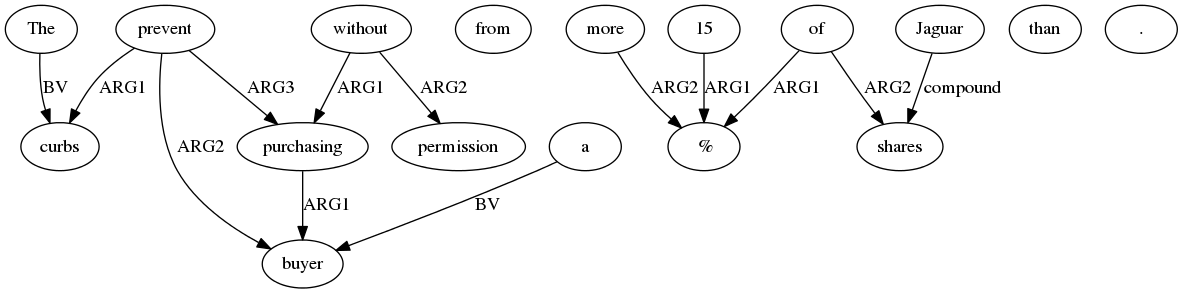 The prevent without from more 15 of Jaguar than .
BV ARG1 ARG3 ARG1 ARG2 ARG2 ARG1 ARG1 ARG2 compound
curbs ARG2 purchasing permission a % shares
ARG1 BV
buyer